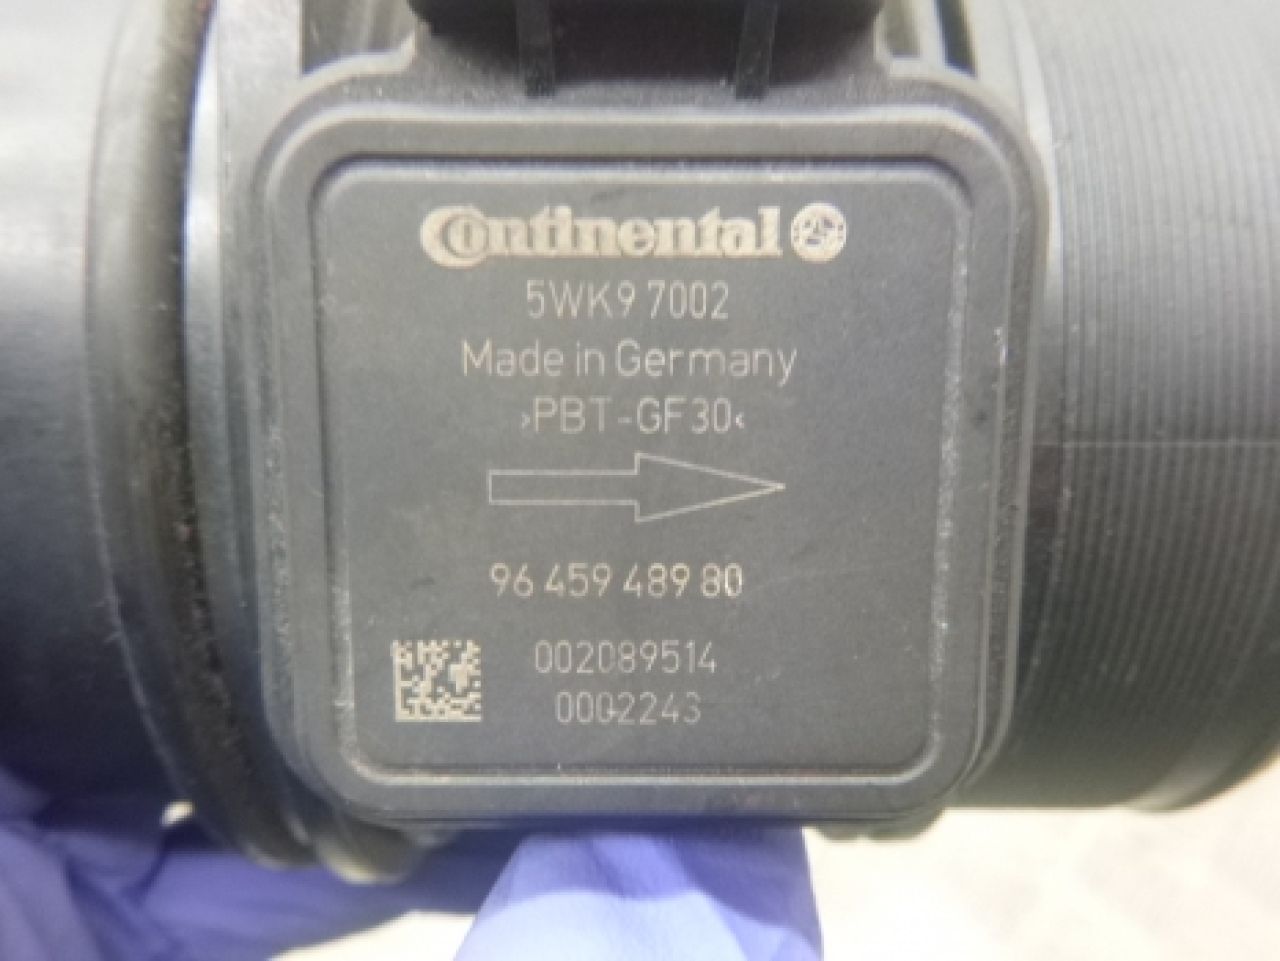 Continental
5WK9 7002
Made in Germany
>PBT-GF30<
96 459 489 80
002089514
0002243